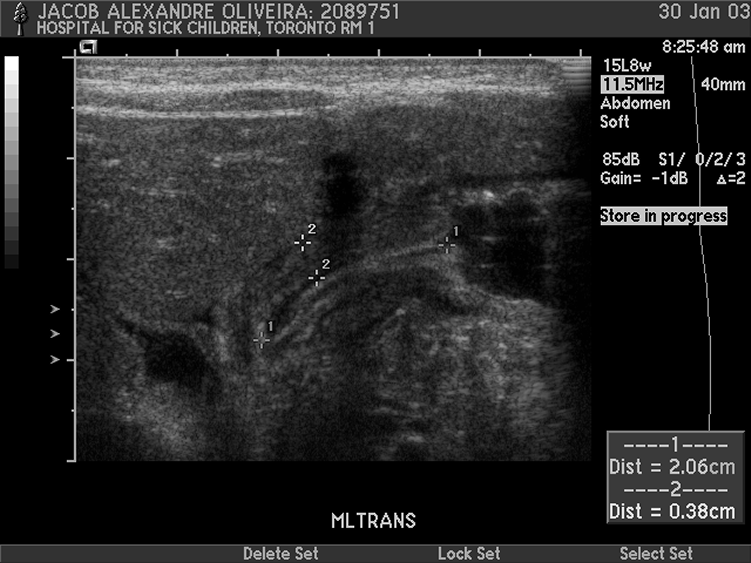 JACOB ALEXANDRE OLIVEIRA: 2089751
30 Jan 03
HOSPITAL FOR SICK CHILDREN, TORONTO RM 1
8:25:48 am
15L8w
11.5MHz 40mm
Abdomen
Soft
85dB S1/ 0/2/ 3
Gain= -1dB Δ=2
Store in progress
2
1
2
1
----1----
Dist = 2.06cm
----2----
Dist = 0.38cm
MLTRANS
Delete Set Lock Set Select Set